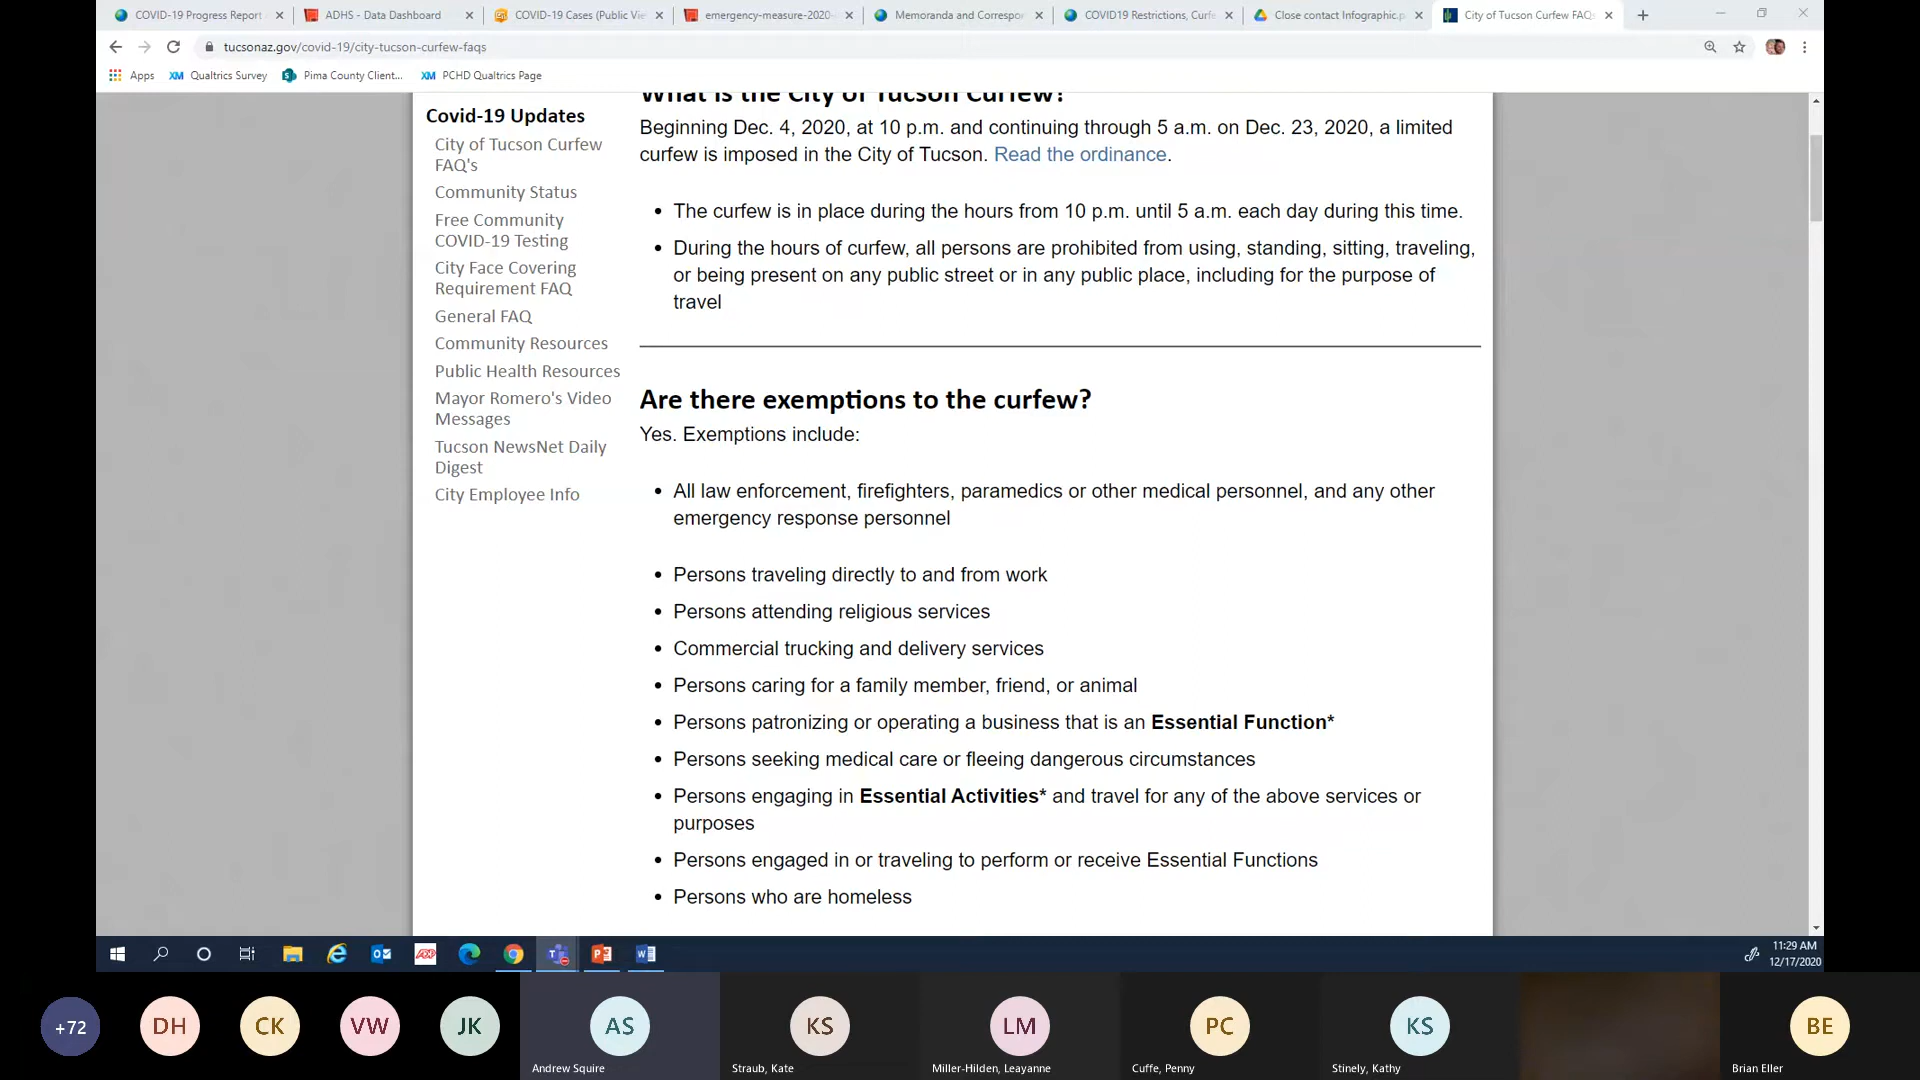 COVID-19 Progress Report
ADHS - Data Dashboard
COVID-19 Cases (Public Vie
emergency-measure-2020-
Memoranda and Correspo
COVID19 Restrictions, Curfe
Close contact Infographic.p
City of Tucson Curfew FAQ
tucsonaz.gov/covid-19/city-tucson-curfew-faqs
Apps
Qualtrics Survey
Pima County Client...
PCHD Qualtrics Page
Covid-19 Updates
City of Tucson Curfew
FAQ's
Community Status
Free Community
COVID-19 Testing
City Face Covering
Requirement FAQ
General FAQ
Community Resources
Public Health Resources
Mayor Romero's Video
Messages
Tucson NewsNet Daily
Digest
City Employee Info
What is the City of Tucson Curfew?
Beginning Dec. 4, 2020, at 10 p.m. and continuing through 5 a.m. on Dec. 23, 2020, a limited
curfew is imposed in the City of Tucson. Read the ordinance.
• The curfew is in place during the hours from 10 p.m. until 5 a.m. each day during this time.
• During the hours of curfew, all persons are prohibited from using, standing, sitting, traveling,
or being present on any public street or in any public place, including for the purpose of
travel
Are there exemptions to the curfew?
Yes. Exemptions include:
• All law enforcement, firefighters, paramedics or other medical personnel, and any other
emergency response personnel
• Persons traveling directly to and from work
• Persons attending religious services
• Commercial trucking and delivery services
• Persons caring for a family member, friend, or animal
• Persons patronizing or operating a business that is an Essential Function*
• Persons seeking medical care or fleeing dangerous circumstances
• Persons engaging in Essential Activities* and travel for any of the above services or
purposes
• Persons engaged in or traveling to perform or receive Essential Functions
• Persons who are homeless
11:29 AM
12/17/2020
+72
DH
CK
VW
JK
AS
KS
LM
PC
KS
BE
Andrew Squire
Straub, Kate
Miller-Hilden, Leayanne
Cuffe, Penny
Stinely, Kathy
Brian Eller